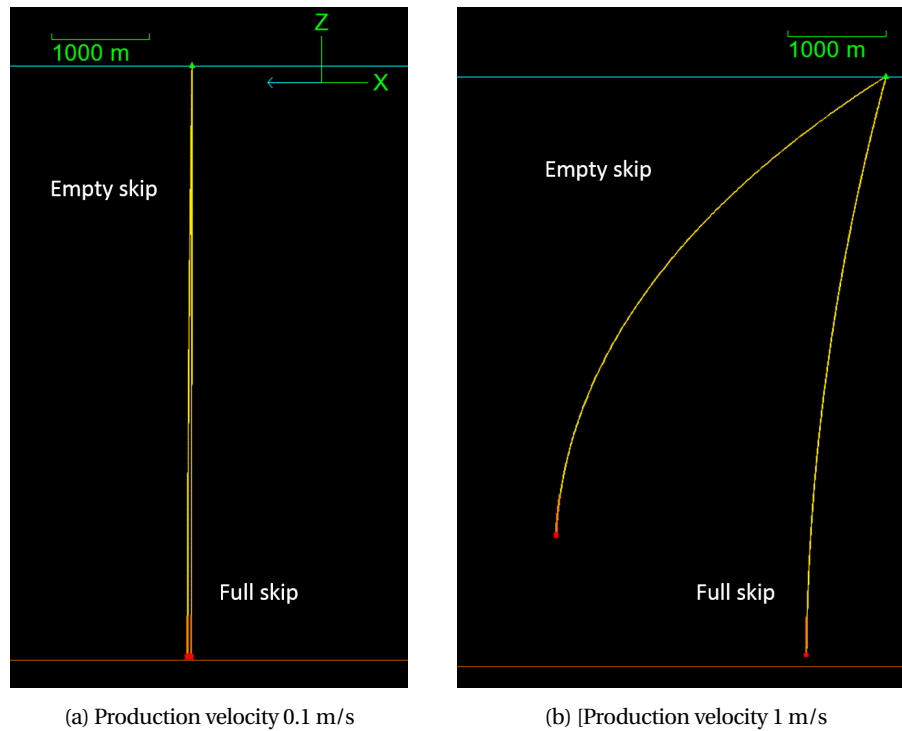 1000 m
Z
X
Empty skip
Full skip
(a) Production velocity 0.1 m/s
1000 m
Empty skip
Full skip
(b) [Production velocity 1 m/s